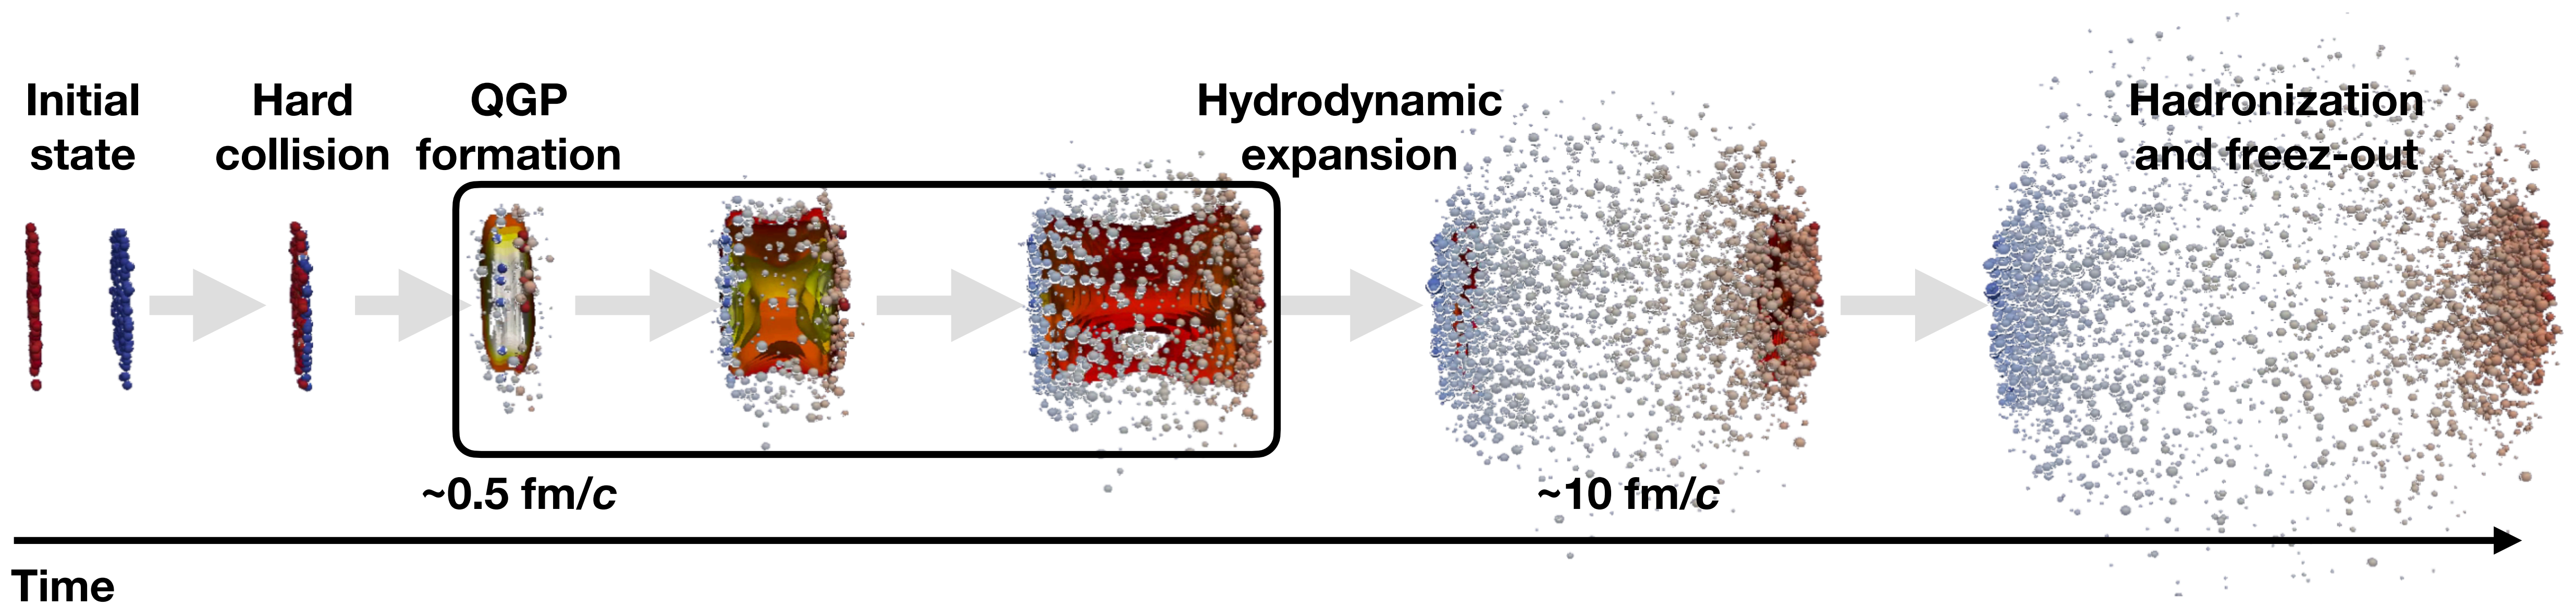 Initial
state
Hard
collision
QGP
formation
Hydrodynamic
expansion
Hadronization
and freez-out
~0.5 fm/c
~10 fm/c
Time